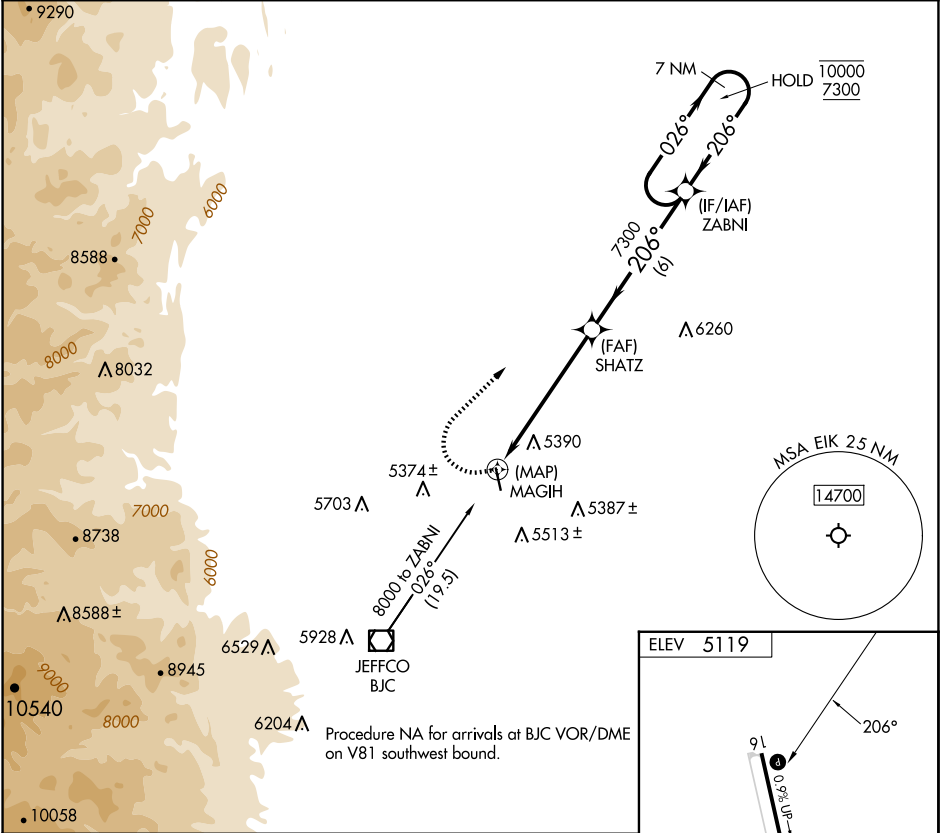 9290
7 NM
HOLD
10000
7300
026°
206°
(IF/IAF)
ZABNI
7300
206°
(6)
6000
7000
8588
8000
8032
(FAF)
SHATZ
6260
5390
(MAP)
MAGIH
5374±
5703
5387±
5513±
MSA EIK 25 NM
14700
7000
8738
6000
8588±
8000 to ZABNI
026°
(19.5)
6529
5928
JEFFCO
BJC
8945
9000
10540
8000
6204
Procedure NA for arrivals at BJC VOR/DME
on V81 southwest bound.
10058
ELEV 5119
206°
16
P
0.9% UP